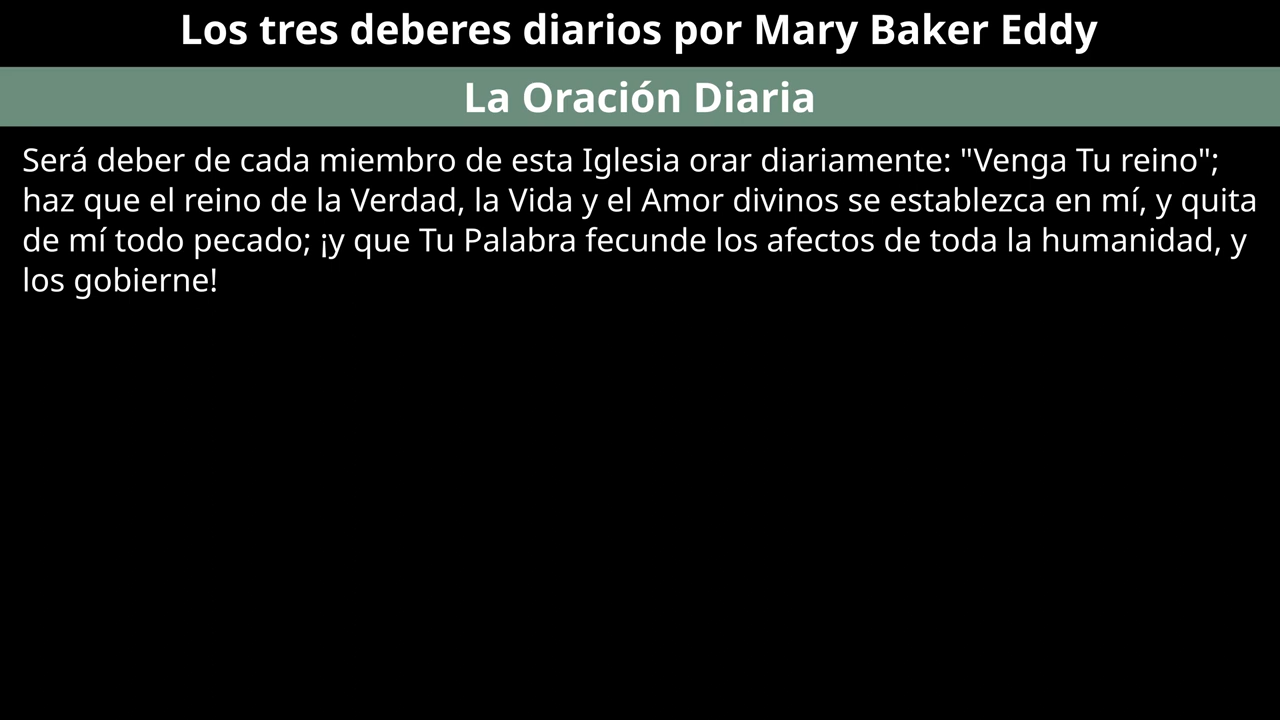 Los tres deberes diarios por Mary Baker Eddy
La Oración Diaria
Será deber de cada miembro de esta Iglesia orar diariamente: "Venga Tu reino";
haz que el reino de la Verdad, la Vida y el Amor divinos se establezca en mí, y quita
de mí todo pecado; ¡y que Tu Palabra fecunde los afectos de toda la humanidad, y
los gobierne!